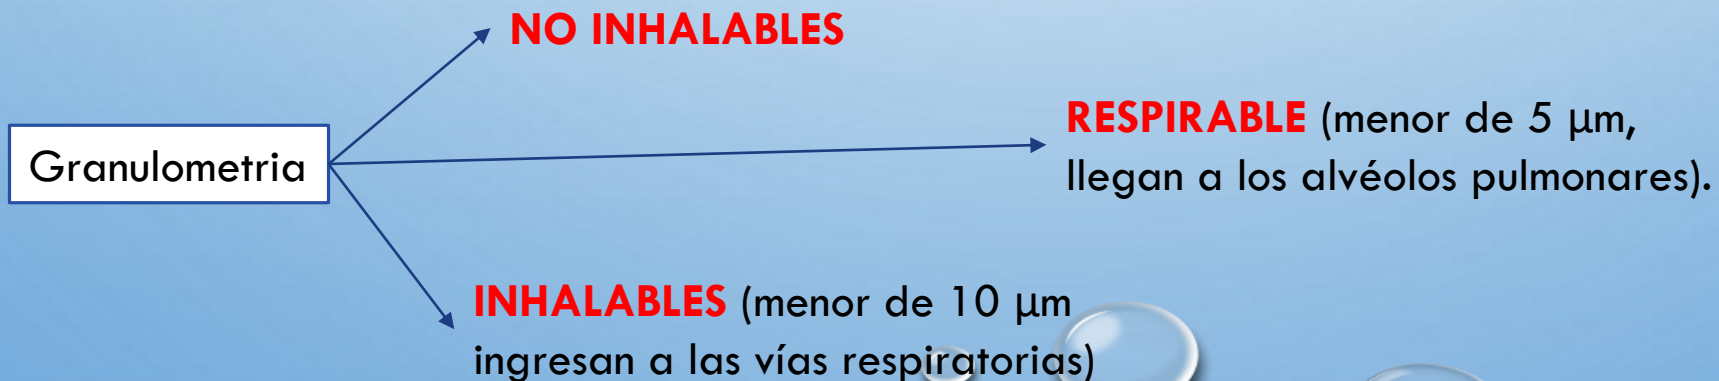 NO INHALABLES
Granulometria
RESPIRABLE (menor de 5 μm,
llegan a los alvéolos pulmonares).
INHALABLES (menor de 10 μm
ingresan a las vías respiratorias)